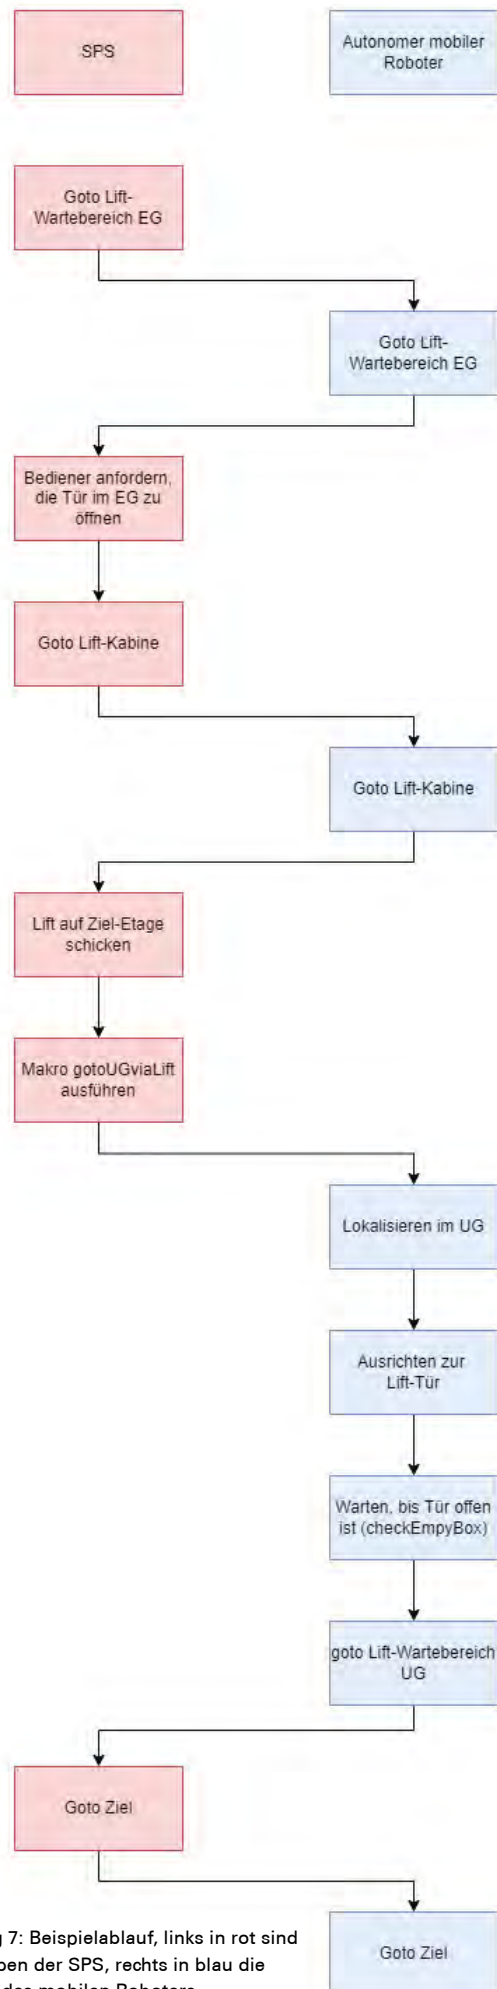 SPS
Autonomer mobiler
Roboter
Goto Lift-
Wartebereich EG
Goto Lift-
Wartebereich EG
Bediener anfordern,
die Tür im EG zu
öffnen
Goto Lift-Kabine
Goto Lift-Kabine
Lift auf Ziel-Etage
schicken
Makro gotoUGviaLift
ausführen
Lokalisieren im UG
Ausrichten zur
Lift-Tür
Warten, bis Tür offen
ist (checkEmpyBox)
goto Lift-Wartebereich
UG
Goto Ziel
Goto Ziel
7: Beispielablauf, links in rot sind
der SPS, rechts in blau die
des mobilen Roboters